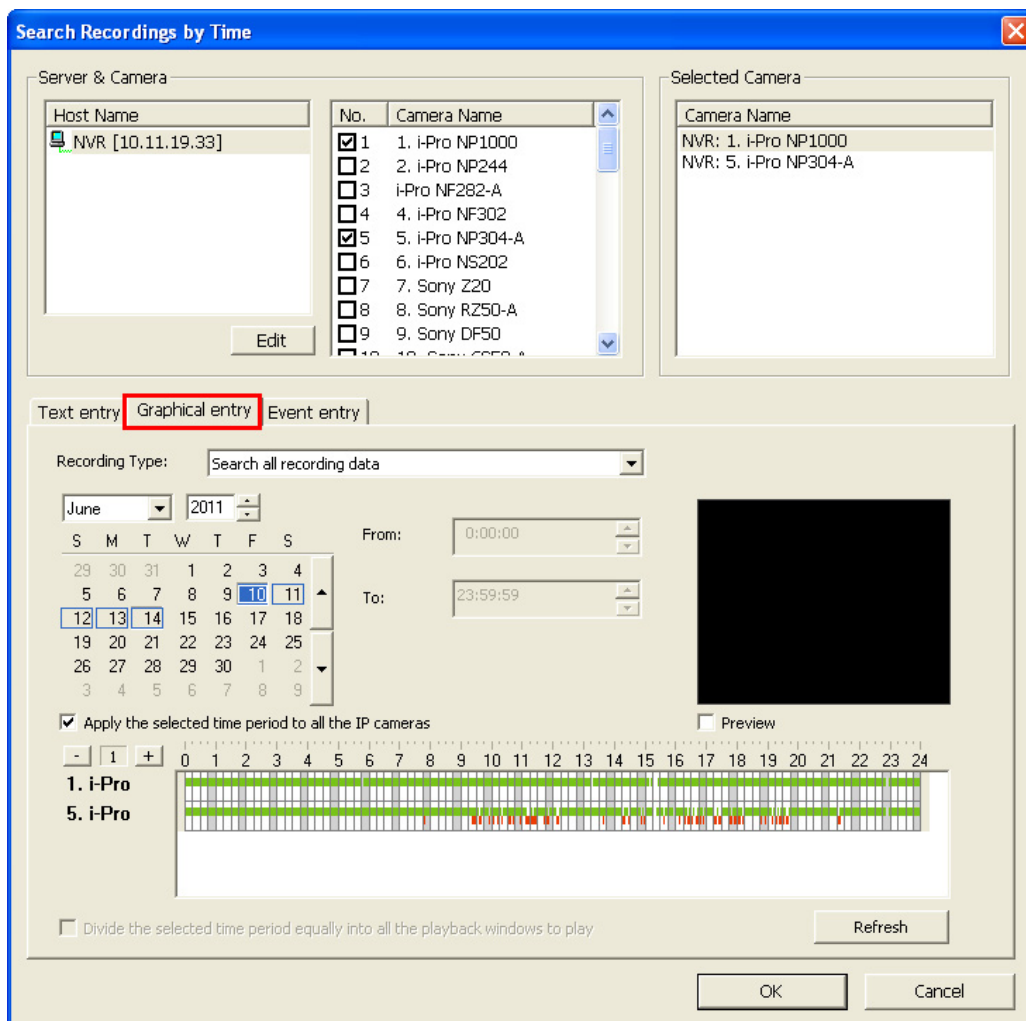 Search Recordings by Time
Server & Camera
Host Name
NVR [10.11.19.33]
Edit
No. Camera Name
1 1. i-Pro NP1000
2 2. i-Pro NP244
3 i-Pro NF282-A
4 4. i-Pro NF302
5 5. i-Pro NP304-A
6 6. i-Pro NS202
7 7. Sony Z20
8 8. Sony RZ50-A
9 9. Sony DF50
Selected Camera
Camera Name
NVR: 1. i-Pro NP1000
NVR: 5. i-Pro NP304-A
Text entry Graphical entry Event entry
Recording Type: Search all recording data
June 2011
S M T W T F S
29 30 31 1 2 3 4
5 6 7 8 9 10 11
12 13 14 15 16 17 18
19 20 21 22 23 24 25
26 27 28 29 30 1 2
3 4 5 6 7 8 9
From: 0:00:00
To: 23:59:59
Apply the selected time period to all the IP cameras
Preview
- 1 + 0 1 2 3 4 5 6 7 8 9 10 11 12 13 14 15 16 17 18 19 20 21 22 23 24
1. i-Pro
5. i-Pro
Divide the selected time period equally into all the playback windows to play
Refresh
OK Cancel